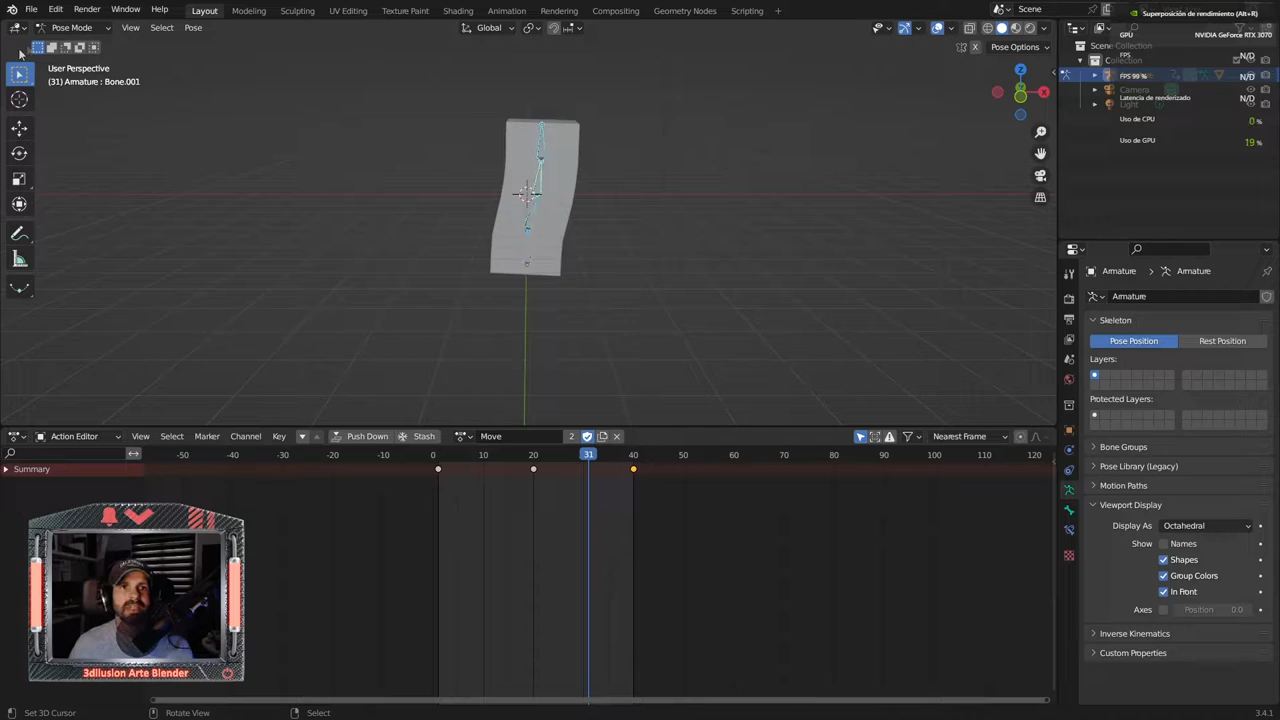 File Edit Render Window Help Layout Modeling Sculpting UV Editing Texture Paint Shading Animation Rendering Compositing Geometry Nodes Scripting Scene
Superposición de rendimiento (Alt+R)
Pose Mode View Select Pose Global Pose Options
GPU NVIDIA GeForce RTX 3070
Scene Collection
FPS N/D
Collection
FPS 99 % N/D
Camera
Latencia de renderizado N/D
Light
Uso de CPU 0 %
Uso de GPU 19 %
User Perspective
(31) Armature : Bone.001
Z
X
Armature > Armature
Armature
Skeleton
Pose Position Rest Position
Layers:
Protected Layers:
Bone Groups
Pose Library (Legacy)
Motion Paths
Viewport Display
Display As Octahedral
Show Names
Shapes
Group Colors
In Front
Axes Position 0.0
Inverse Kinematics
Custom Properties
Action Editor View Select Marker Channel Key Push Down Stash Move 2 Nearest Frame
-50 -40 -30 -20 -10 0 10 20 31 40 50 60 70 80 90 100 110 120
Summary
3dilusion Arte Blender
Set 3D Cursor Rotate View Select 3.4.1